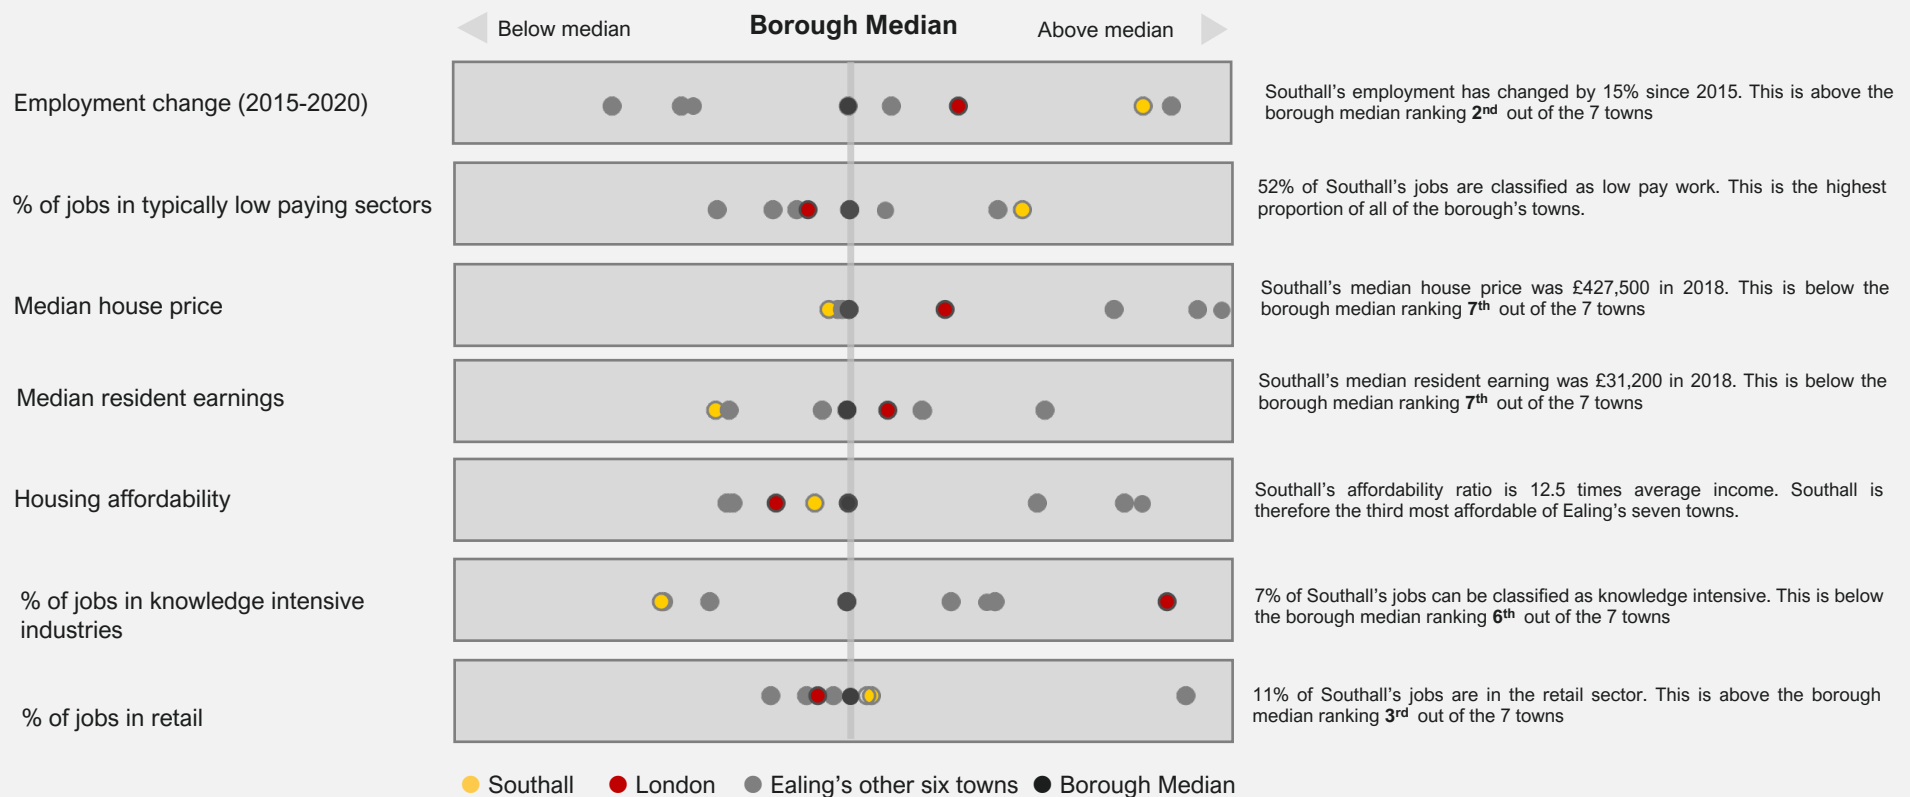 Below median
Borough Median
Above median
Employment change (2015-2020)
Southall’s employment has changed by 15% since 2015. This is above the
borough median ranking 2nd out of the 7 towns
% of jobs in typically low paying sectors
52% of Southall’s jobs are classified as low pay work. This is the highest
proportion of all of the borough’s towns.
Median house price
Southall’s median house price was £427,500 in 2018. This is below the
borough median ranking 7th out of the 7 towns
Median resident earnings
Southall’s median resident earning was £31,200 in 2018. This is below the
borough median ranking 7th out of the 7 towns
Housing affordability
Southall’s affordability ratio is 12.5 times average income. Southall is
therefore the third most affordable of Ealing’s seven towns.
% of jobs in knowledge intensive
industries
7% of Southall’s jobs can be classified as knowledge intensive. This is below
the borough median ranking 6th out of the 7 towns
% of jobs in retail
11% of Southall’s jobs are in the retail sector. This is above the borough
median ranking 3rd out of the 7 towns
Southall
London
Ealing’s other six towns
Borough Median